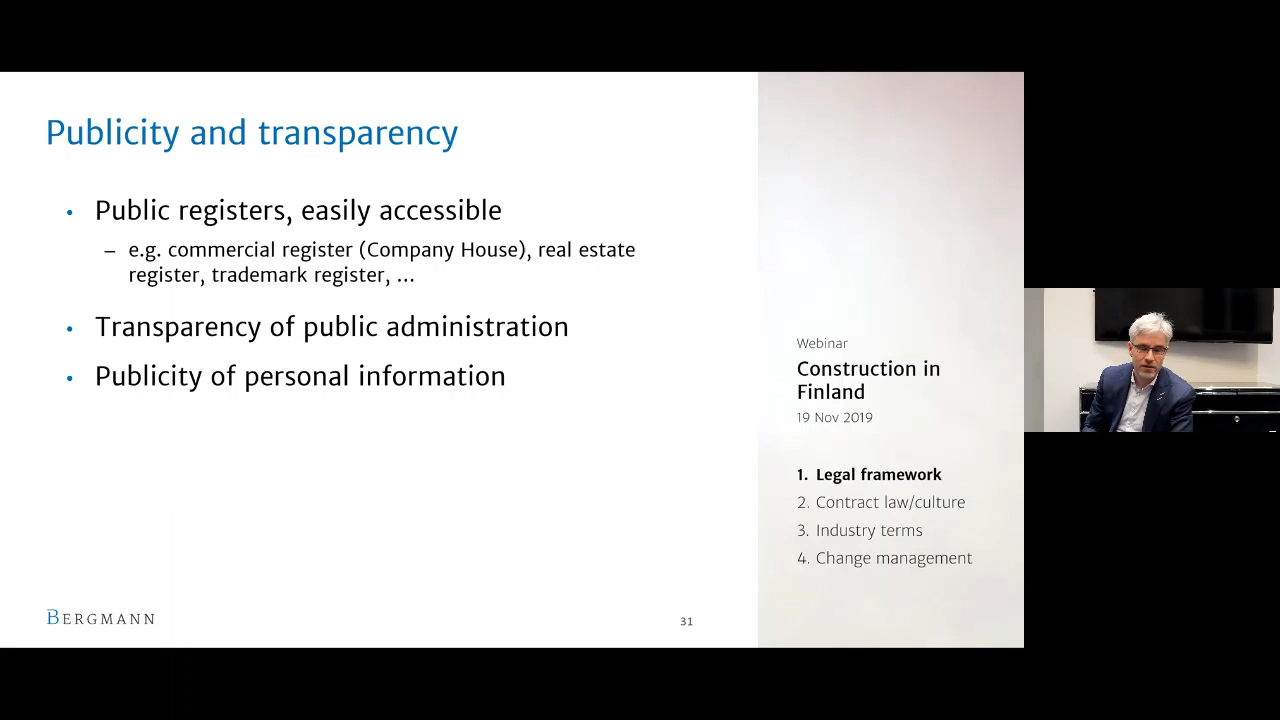 Publicity and transparency
• Public registers, easily accessible
– e.g. commercial register (Company House), real estate
register, trademark register, ...
• Transparency of public administration
• Publicity of personal information
BERGMANN
31
Webinar
Construction in
Finland
19 Nov 2019
1. Legal framework
2. Contract law/culture
3. Industry terms
4. Change management